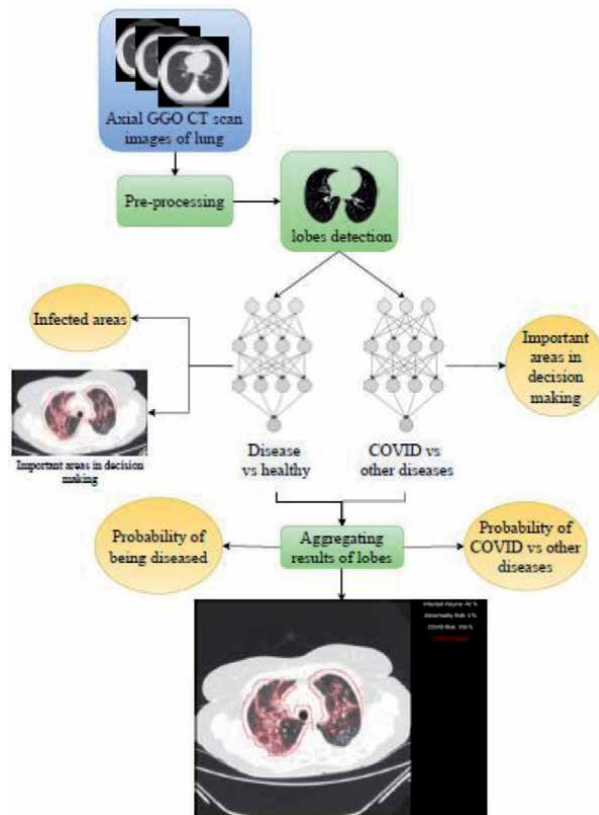 Axial GGO CT scan
images of lung
Pre-processing
lobes detection
Infected areas
Important areas in decision
making
Important
areas in
decision
making
Disease
vs healthy
COVID vs
other diseases
Probability of
being diseased
Aggregating
results of lobes
Probability of
COVID vs other
diseases